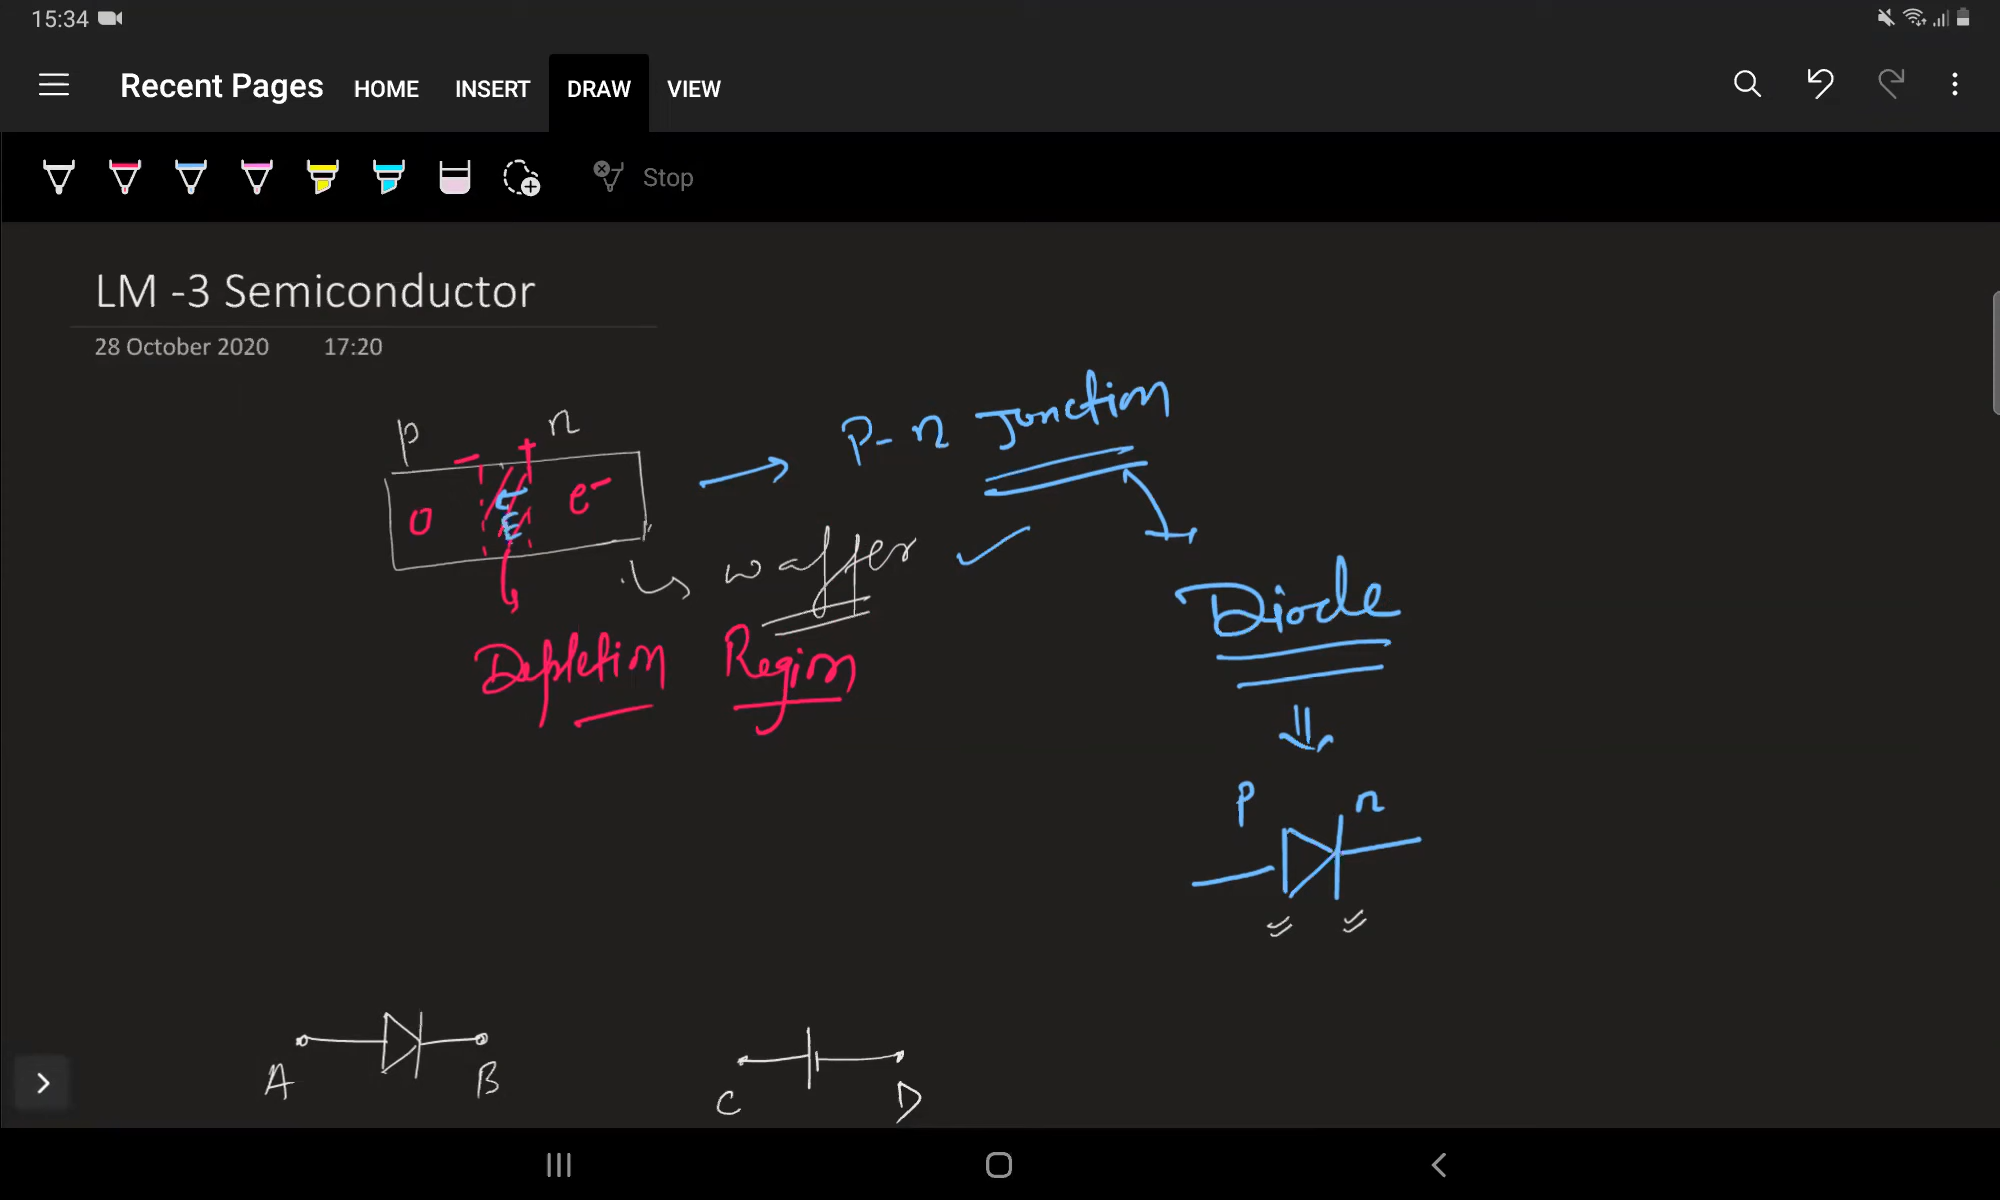 15:34
Recent Pages HOME INSERT DRAW VIEW
Stop
LM -3 Semiconductor
28 October 2020 17:20
P n
- +
o E e-
P-n Junction
waffer
Depletion Region
Diode
P n
A B
C D